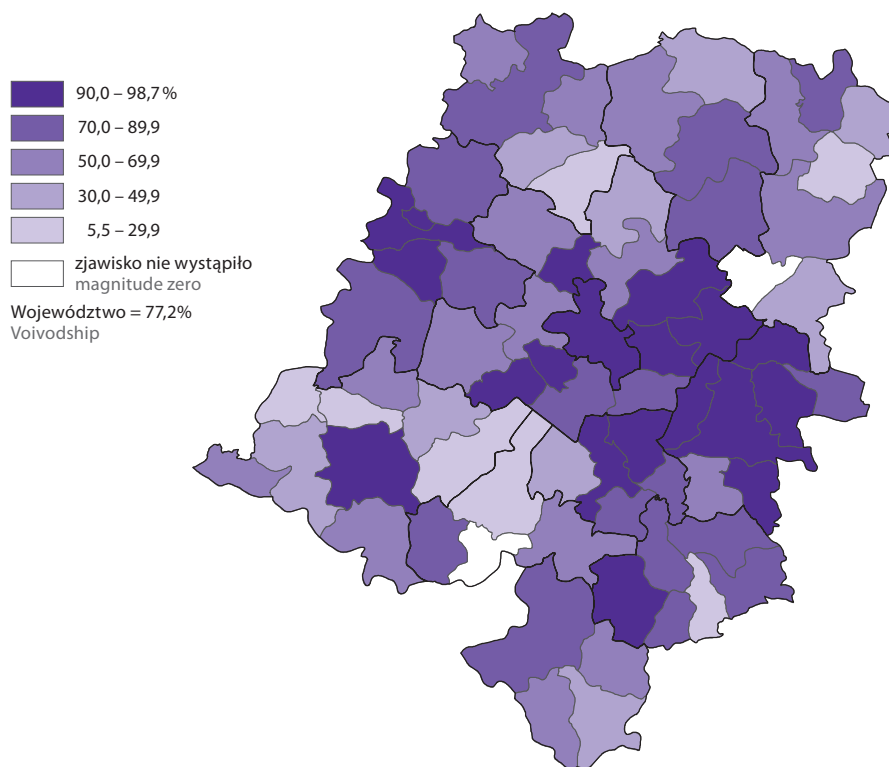 90,0 – 98,7 %
70,0 – 89,9
50,0 – 69,9
30,0 – 49,9
5,5 – 29,9
zjawisko nie wystąpiło
magnitude zero
Województwo = 77,2%
Voivodship